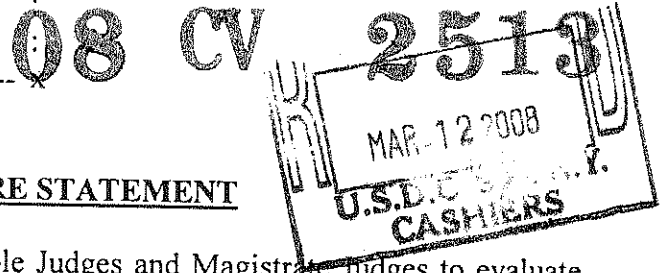 08 CV 2513
MAR 12 2008
U.S.D.C. S. N.Y.
CASHIERS
RE STATEMENT
le Judges and Magistrate Judges to evaluate